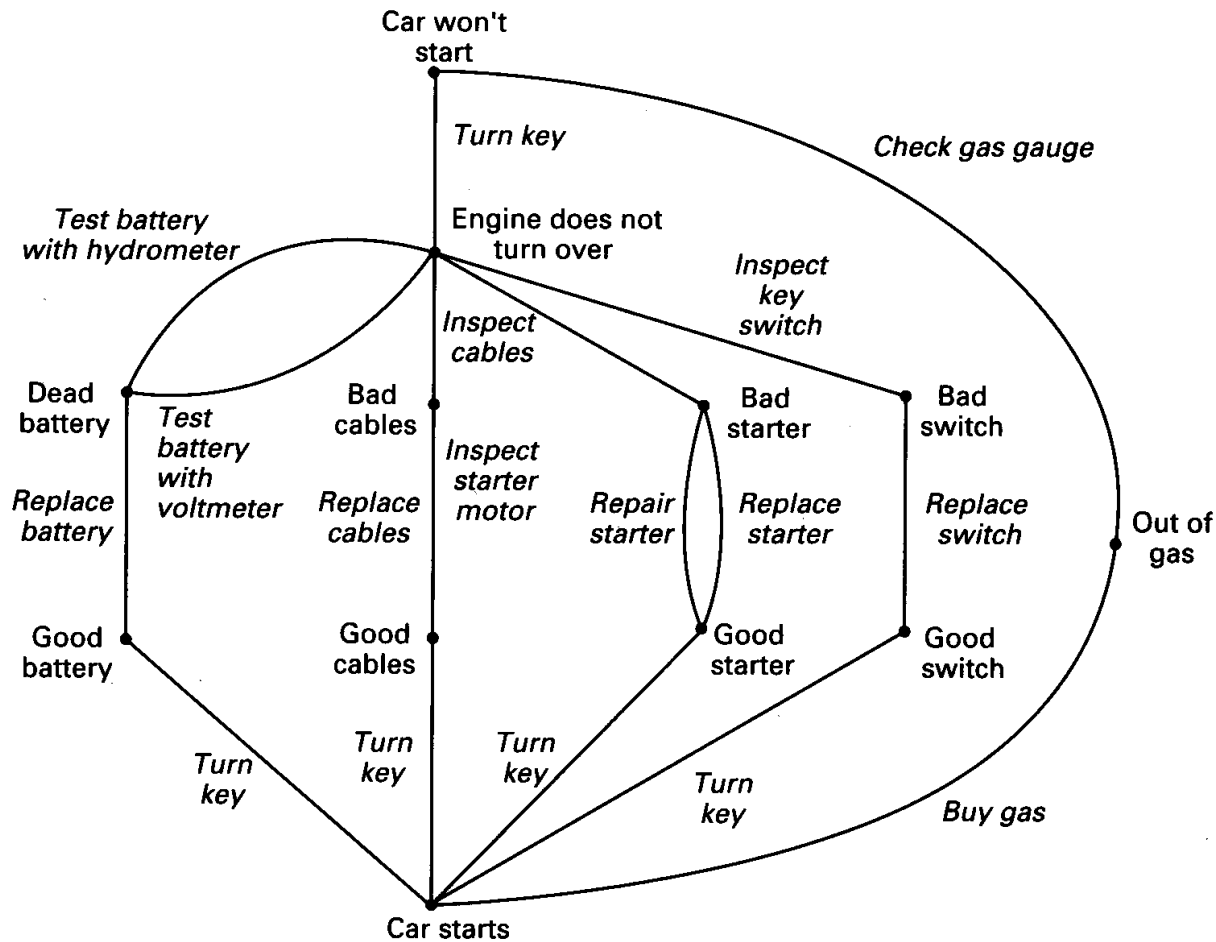 Car won't
start
Turn key
Check gas gauge
Test battery
with hydrometer
Engine does not
turn over
Inspect
key
switch
Inspect
cables
Dead
battery
Test
battery
with
voltmeter
Bad
cables
Inspect
starter
motor
Bad
starter
Bad
switch
Replace
battery
Replace
cables
Repair
starter
Replace
starter
Replace
switch
Out of
gas
Good
battery
Good
cables
Good
starter
Good
switch
Turn
key
Turn
key
Turn
key
Turn
key
Buy gas
Car starts